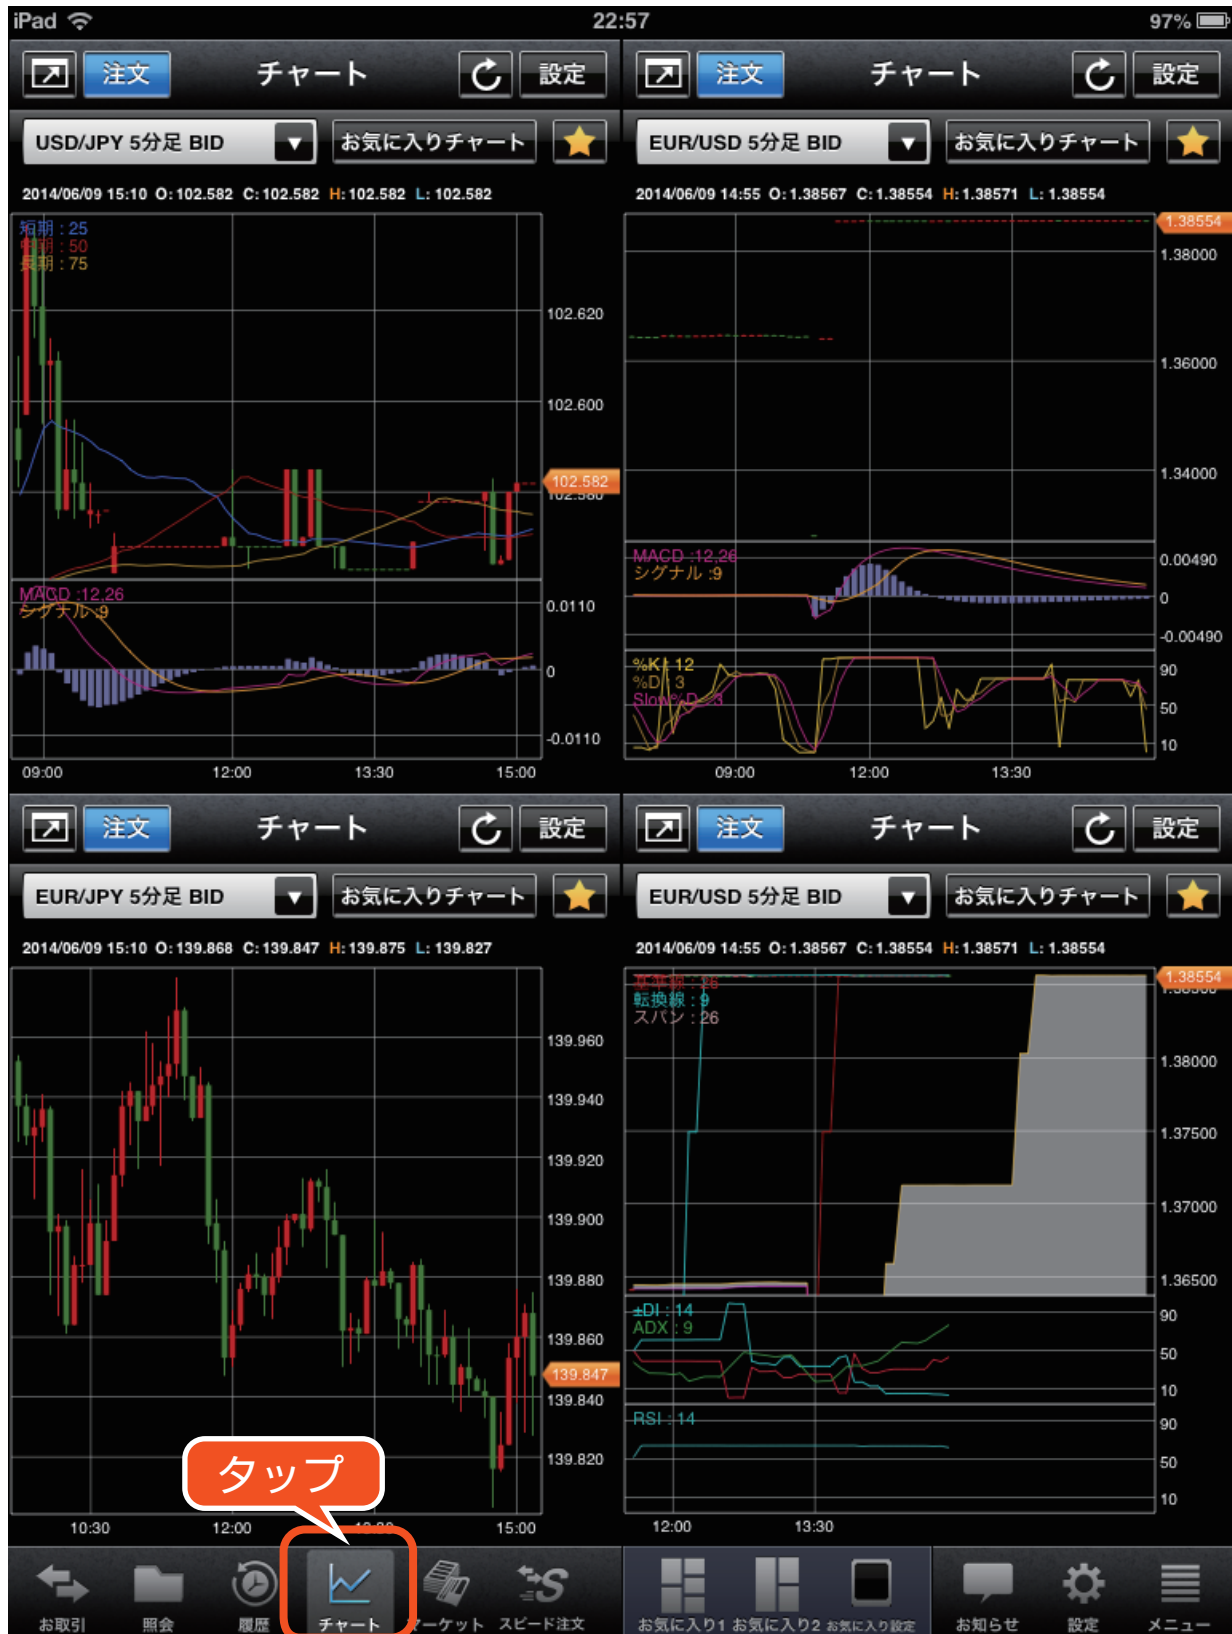 iPad 22:57 97%
注文 チャート 設定
USD/JPY 5分足 BID ▼ お気に入りチャート
2014/06/09 15:10 O:102.582 C:102.582 H:102.582 L:102.582
短期:25
中期:50
長期:75
102.620
102.600
102.582
102.580
MACD:12,26
シグナル:9
0.0110
0
-0.0110
09:00 12:00 13:30 15:00
注文 チャート 設定
EUR/USD 5分足 BID ▼ お気に入りチャート
2014/06/09 14:55 O:1.38567 C:1.38554 H:1.38571 L:1.38554
1.38554
1.38000
1.36000
1.34000
MACD:12,26
シグナル:9
0.00490
0
-0.00490
%K:12
%D:3
Slow%D:3
90
50
10
09:00 12:00 13:30
注文 チャート 設定
EUR/JPY 5分足 BID ▼ お気に入りチャート
2014/06/09 15:10 O:139.868 C:139.847 H:139.875 L:139.827
139.960
139.940
139.920
139.900
139.880
139.860
139.847
139.840
139.820
タップ
10:30 12:00 13:30 15:00
注文 チャート 設定
EUR/USD 5分足 BID ▼ お気に入りチャート
2014/06/09 14:55 O:1.38567 C:1.38554 H:1.38571 L:1.38554
基準線:26
転換線:9
スパン:26
1.38554
1.38500
1.38000
1.37500
1.37000
1.36500
±DI:14
ADX:9
90
50
10
RSI:14
90
50
10
12:00 13:30
お取引 照会 履歴 チャート マーケット スピード注文 お気に入り1 お気に入り2 お気に入り設定 お知らせ 設定 メニュー